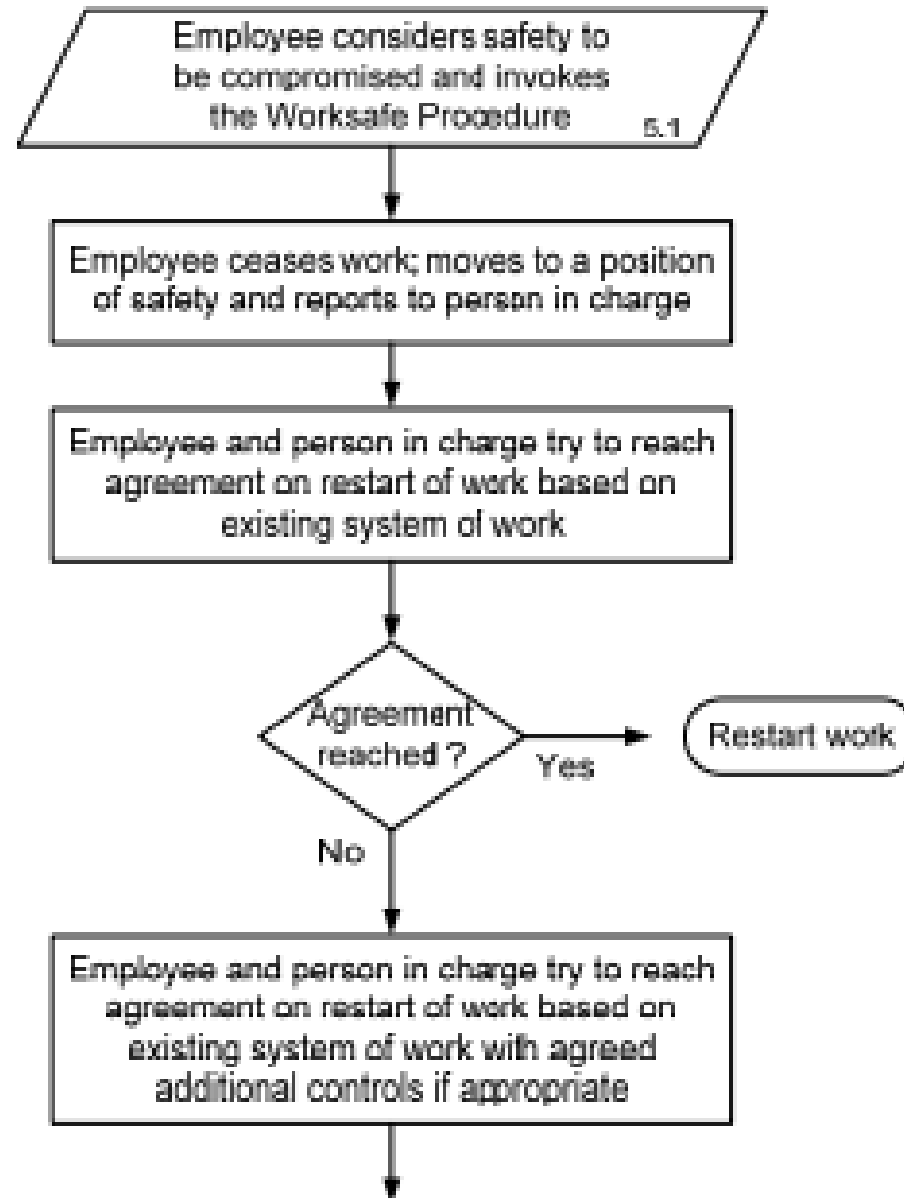 Employee considers safety to
be compromised and invokes
the Worksafe Procedure
5.1
Employee ceases work; moves to a position
of safety and reports to person in charge
Employee and person in charge try to reach
agreement on restart of work based on
existing system of work
Agreement
reached ?
Yes
Restart work
No
Employee and person in charge try to reach
agreement on restart of work based on
existing system of work with agreed
additional controls if appropriate